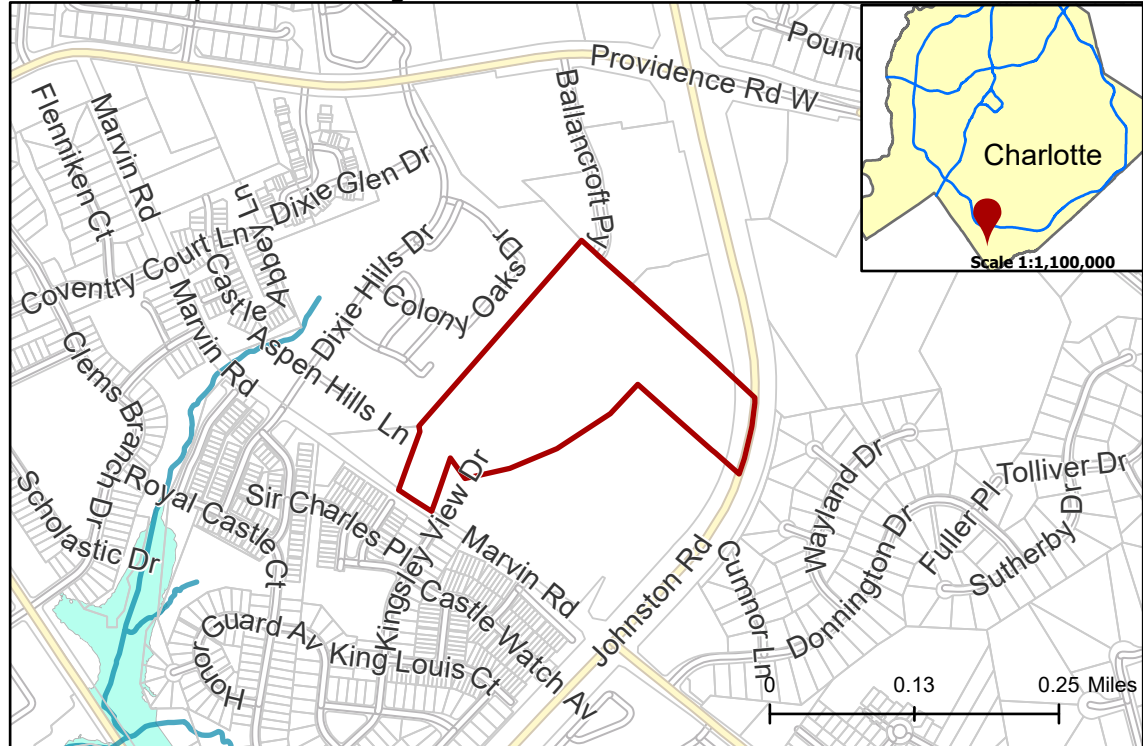 Providence Rd W
Poun
Charlotte
Scale 1:1,100,000
Ballancroft Py
Flenniken Ct
Marvin Rd
Dixie Glen Dr
Abbey Ln
Coventry Court Ln
Castle
Dixie Hills Dr
Colony Oaks Dr
Marvin Rd
Aspen Hills Ln
Clems Branch Dr
Scholastic Dr
Royal Castle Ct
Sir Charles Pl
Kingsley View Dr
Marvin Rd
Castle Watch Av
Guard Av
Honor
King Louis Ct
Johnston Rd
Cumnor Ln
Wayland Dr
Donnington Dr
Fuller Pl
Tolliver Dr
Sutherby Dr
0
0.13
0.25 Miles